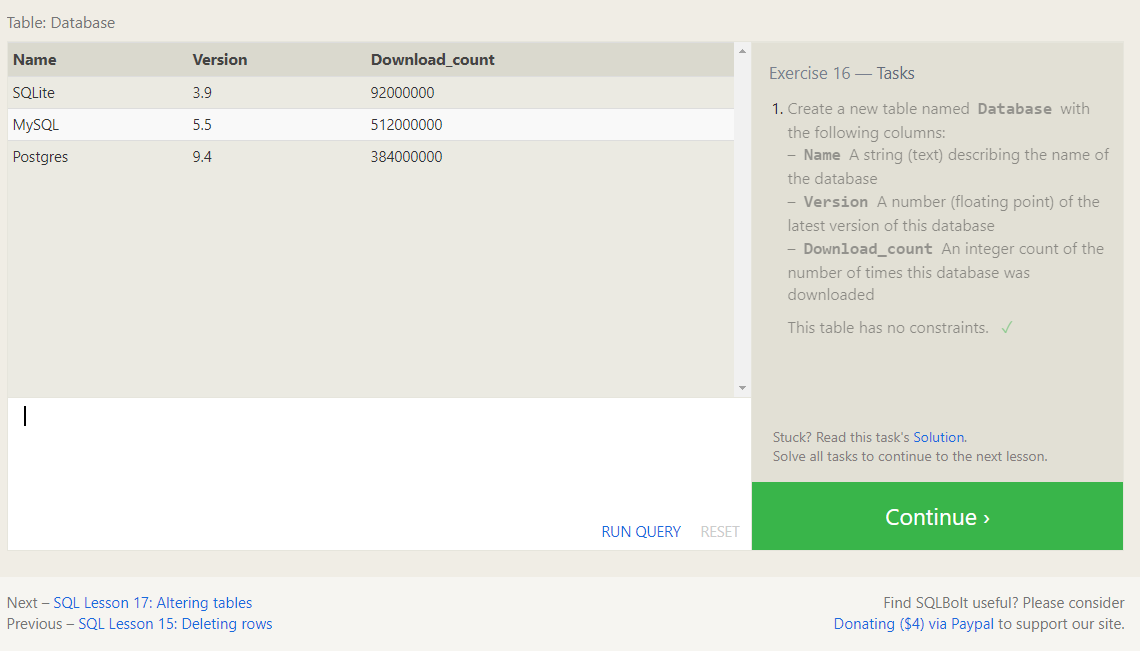 Table: Database
Name Version Download_count
SQLite 3.9 92000000
MySQL 5.5 512000000
Postgres 9.4 384000000
RUN QUERY RESET
Exercise 16 — Tasks
1. Create a new table named Database with
the following columns:
– Name A string (text) describing the name of
the database
– Version A number (floating point) of the
latest version of this database
– Download_count An integer count of the
number of times this database was
downloaded
This table has no constraints. ✓
Stuck? Read this task's Solution.
Solve all tasks to continue to the next lesson.
Continue ›
Next – SQL Lesson 17: Altering tables
Previous – SQL Lesson 15: Deleting rows
Find SQLBolt useful? Please consider
Donating ($4) via Paypal to support our site.